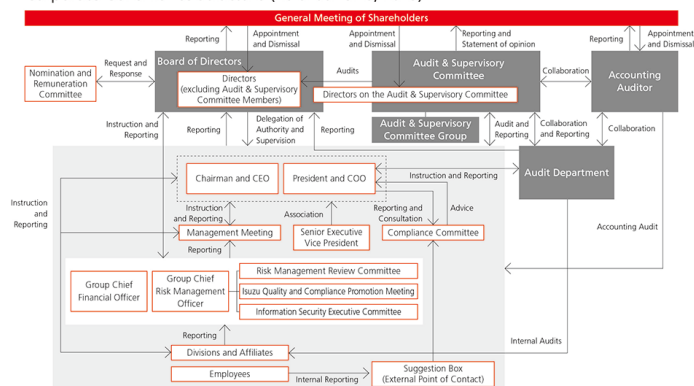 General Meeting of Shareholders
Reporting
Appointment
and Dismissal
Appointment
and Dismissal
Reporting and
Statement of opinion
Reporting
Appointment
and Dismissal
Request and
Response
Board of Directors
Audits
Audit & Supervisory
Committee
Collaboration
Accounting
Auditor
Nomination and
Remuneration
Committee
Directors
(excluding Audit & Supervisory
Committee Members)
Directors on the Audit & Supervisory Committee
Instruction and
Reporting
Reporting
Delegation of
Authority and
Supervision
Reporting
Audit & Supervisory
Committee Group
Audit and
Reporting
Collaboration
and Reporting
Collaboration
Chairman and CEO
President and COO
Instruction and Reporting
Audit Department
Instruction
and
Reporting
Instruction
and Reporting
Association
Reporting and
Consultation
Advice
Accounting Audit
Management Meeting
Senior Executive
Vice President
Compliance Committee
Reporting
Group Chief
Financial Officer
Group Chief
Risk Management
Officer
Risk Management Review Committee
Isuzu Quality and Compliance Promotion Meeting
Information Security Executive Committee
Reporting
Internal Audits
Divisions and Affiliates
Employees
Internal Reporting
Suggestion Box
(External Point of Contact)